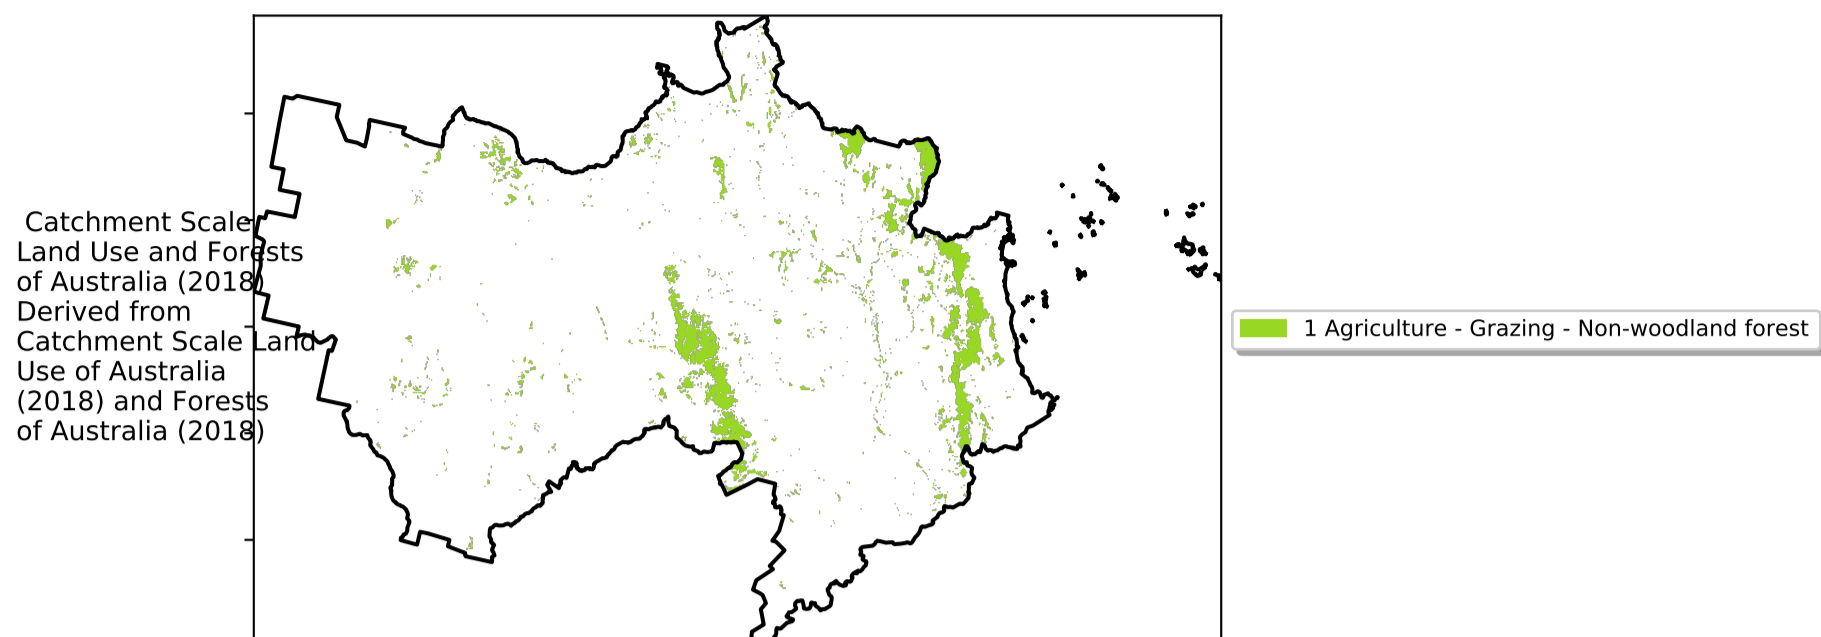 Catchment Scale
Land Use and Forests
of Australia (2018)
Derived from
Catchment Scale Land
Use of Australia
(2018) and Forests
of Australia (2018)
1 Agriculture - Grazing - Non-woodland forest